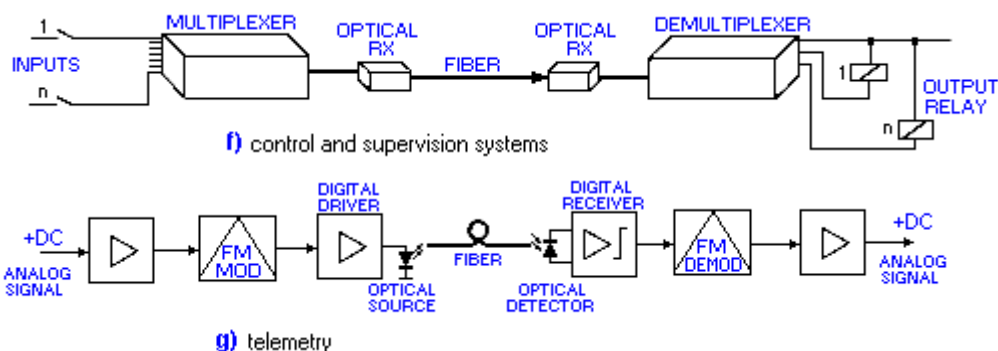 MULTIPLEXER
OPTICAL
RX
OPTICAL
RX
DEMULTIPLEXER
1
INPUTS
n
FIBER
1
n
OUTPUT
RELAY
f) control and supervision systems
DIGITAL
DRIVER
DIGITAL
RECEIVER
+DC
ANALOG
SIGNAL
FM
MOD
OPTICAL
SOURCE
FIBER
OPTICAL
DETECTOR
FM
DEMOD
+DC
ANALOG
SIGNAL
g) telemetry